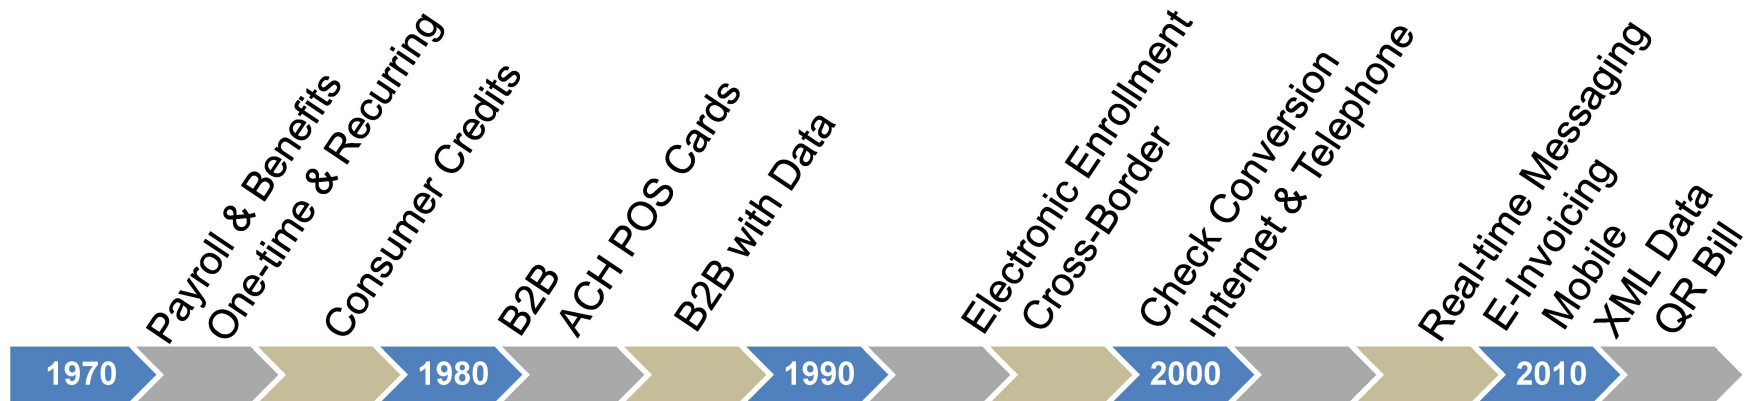 Payroll & Benefits
One-time & Recurring
Consumer Credits
B2B
ACH POS Cards
B2B with Data
Electronic Enrollment
Cross-Border
Check Conversion
Internet & Telephone
Real-time Messaging
E-Invoicing
Mobile
XML Data
QR Bill
1970
1980
1990
2000
2010